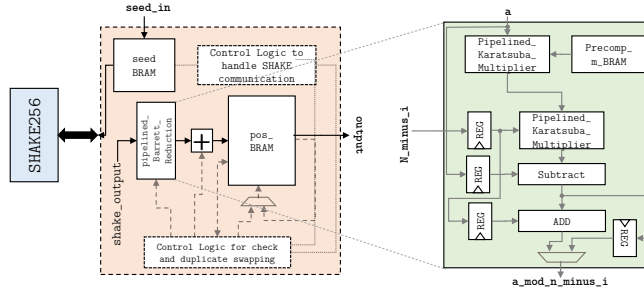 seed_in
seed
BRAM
Control Logic to
handle SHAKE
communication
SHAKE256
pipelined_
Barrett_
Reduction
+
pos_
BRAM
output
shake_output
Control Logic for check
and duplicate swapping
a
Pipelined_
Karatsuba_
Multiplier
Precomp_
m_BRAM
N_minus_i
REG
Pipelined_
Karatsuba_
Multiplier
REG
Subtract
REG
ADD
REG
a_mod_n_minus_i